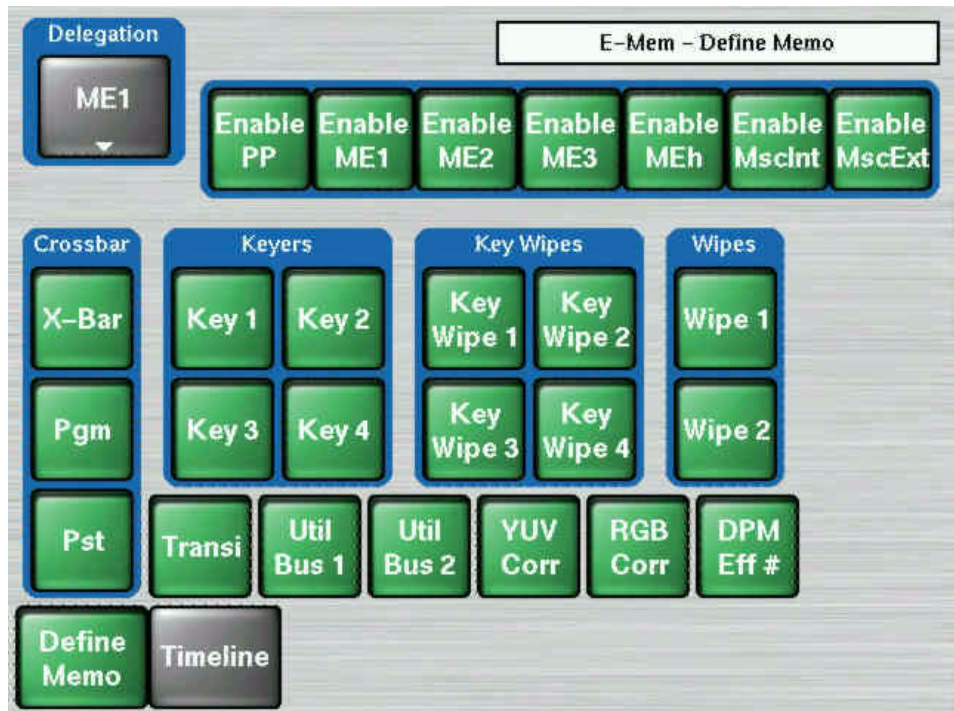 Delegation
E-Mem - Define Memo
ME1
Enable PP
Enable ME1
Enable ME2
Enable ME3
Enable MEh
Enable MscInt
Enable MscExt
Crossbar
Keyers
Key Wipes
Wipes
X-Bar
Key 1
Key 2
Key Wipe 1
Key Wipe 2
Wipe 1
Pgm
Key 3
Key 4
Key Wipe 3
Key Wipe 4
Wipe 2
Pst
Transi
Util Bus 1
Util Bus 2
YUV Corr
RGB Corr
DPM Eff #
Define Memo
Timeline